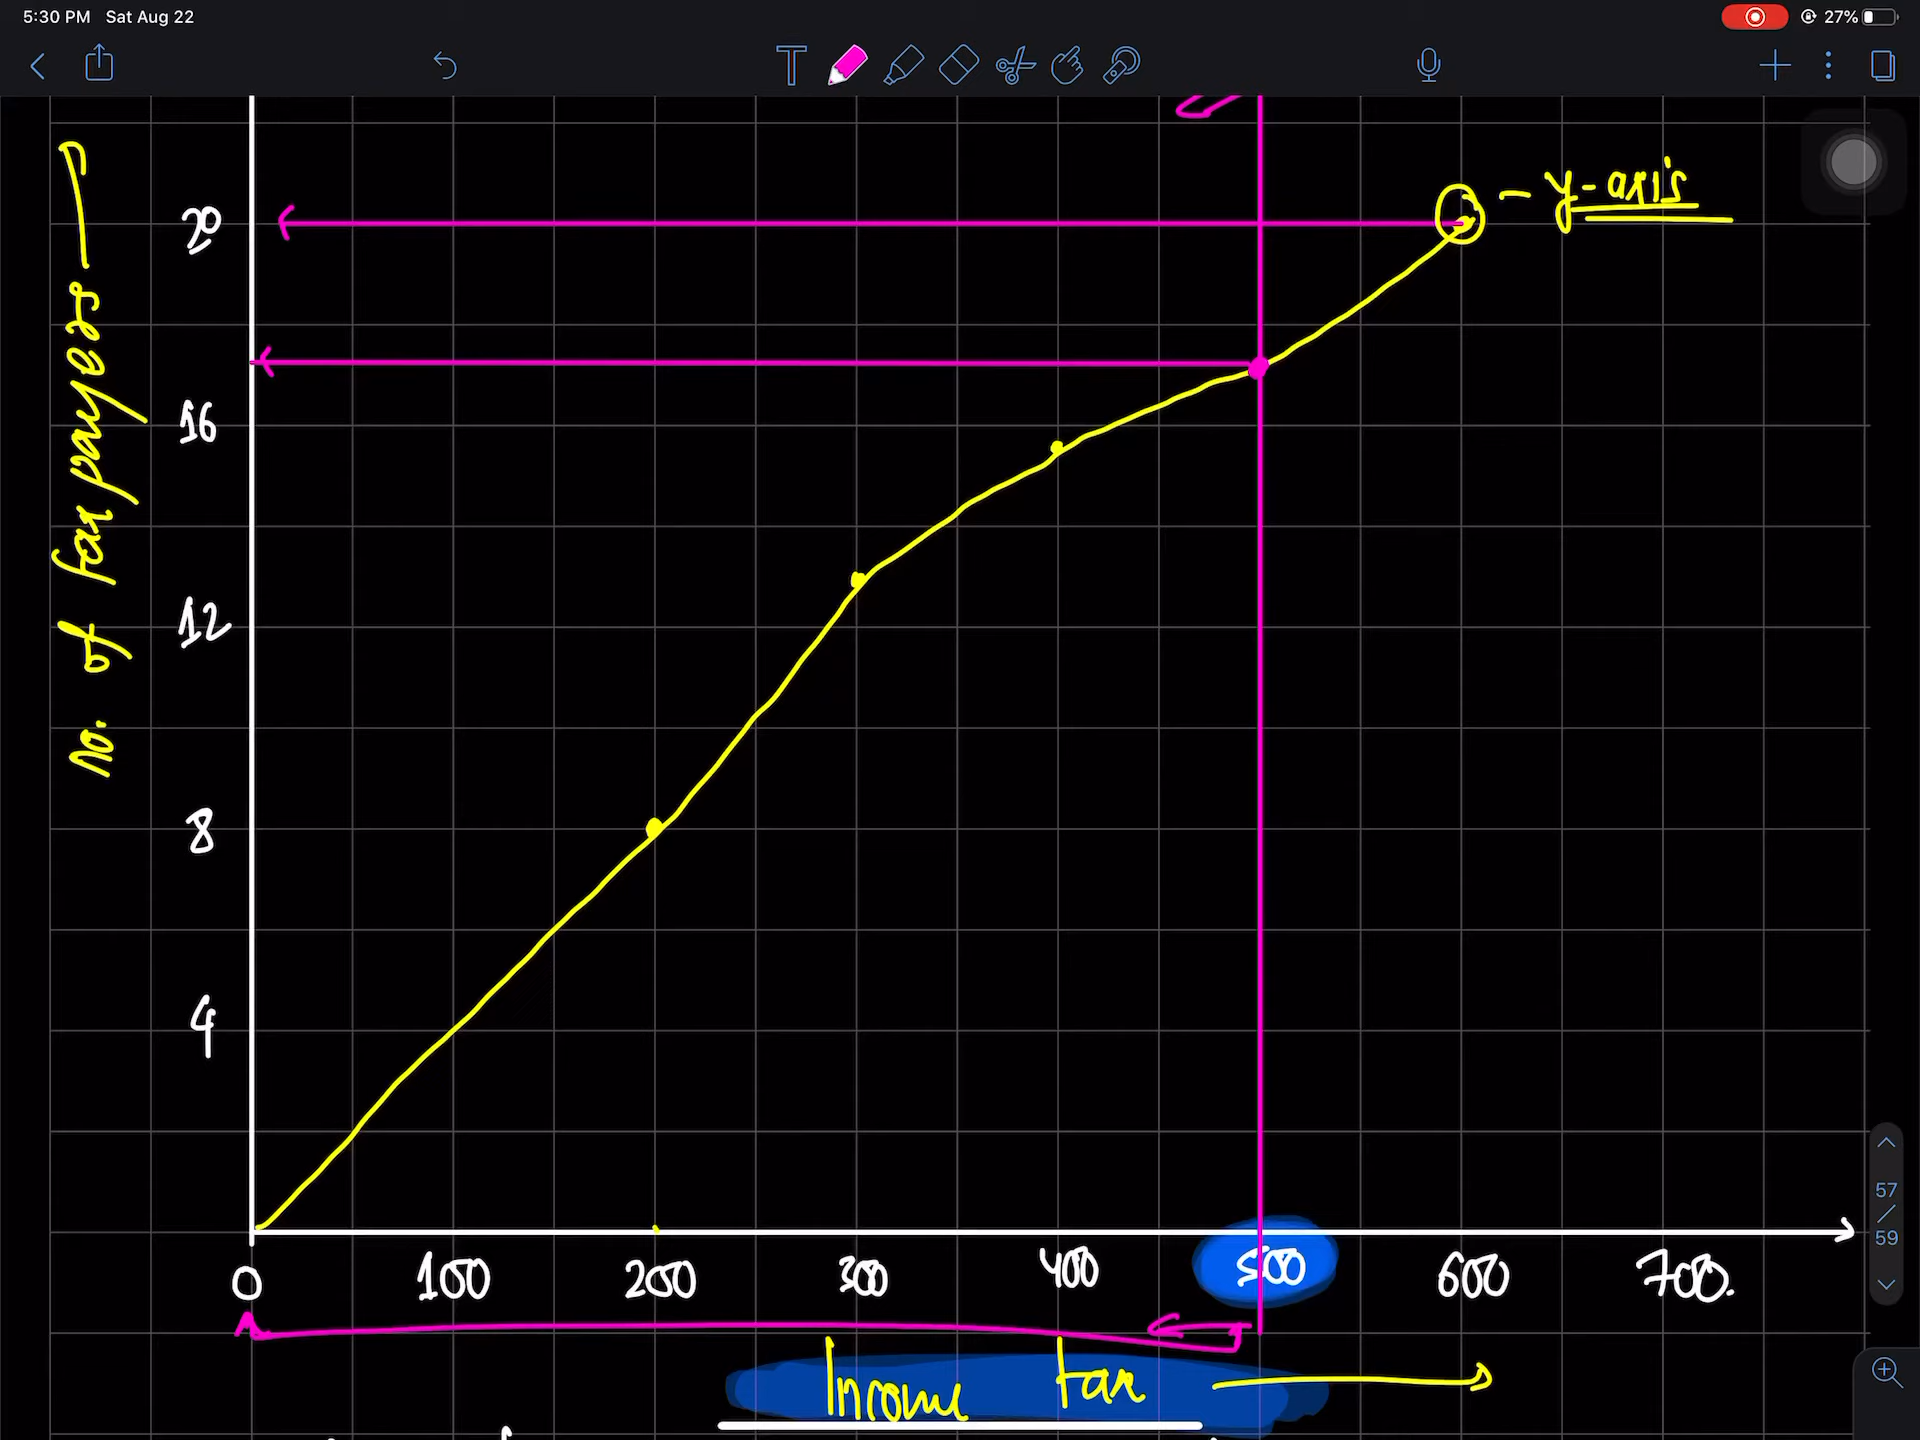 5:30 PM Sat Aug 22
27%
T
- y-axis
No. of tax payers
20
16
12
8
4
0 100 200 300 400 500 600 700.
57
/
59
Income tax